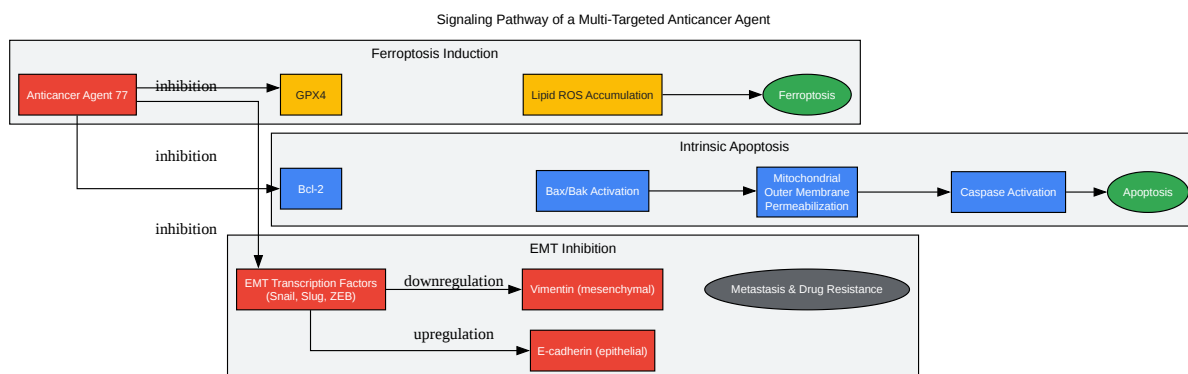 Signaling Pathway of a Multi-Targeted Anticancer Agent
Ferroptosis Induction
Anticancer Agent 77
inhibition
GPX4
Lipid ROS Accumulation
Ferroptosis
inhibition
Intrinsic Apoptosis
Bcl-2
Bax/Bak Activation
Mitochondrial
Outer Membrane
Permeabilization
Caspase Activation
Apoptosis
inhibition
EMT Inhibition
EMT Transcription Factors
(Snail, Slug, ZEB)
downregulation
Vimentin (mesenchymal)
Metastasis & Drug Resistance
upregulation
E-cadherin (epithelial)